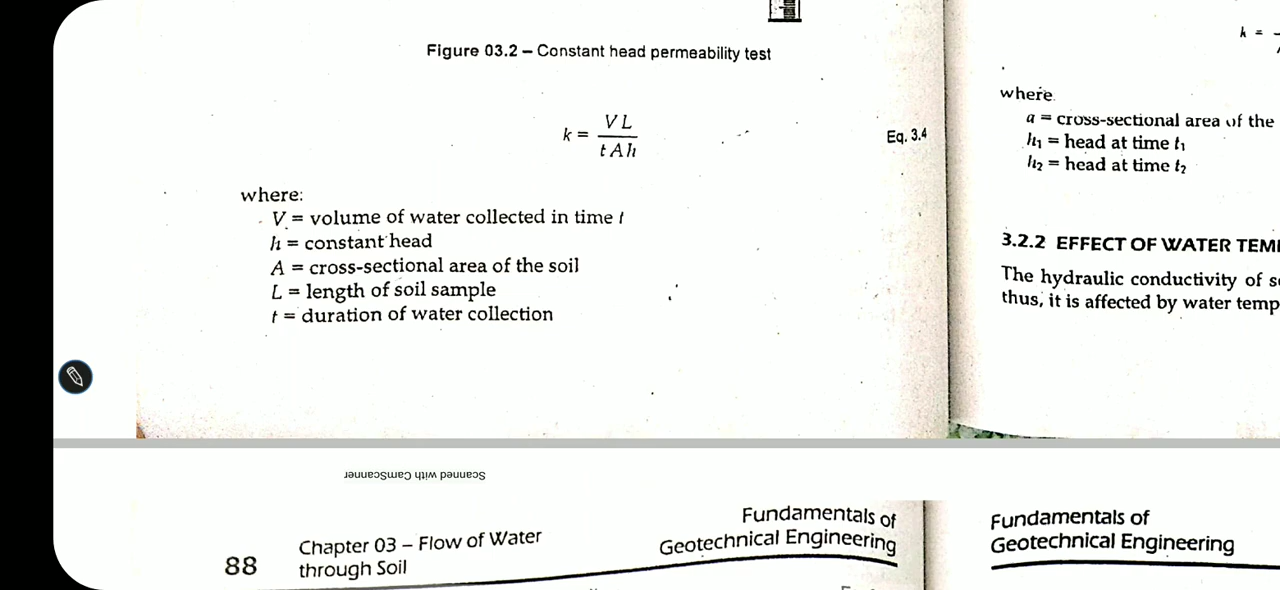 Figure 03.2 – Constant head permeability test
k = V L / t A h
Eq. 3.4
where:
V = volume of water collected in time t
h = constant head
A = cross-sectional area of the soil
L = length of soil sample
t = duration of water collection
k =
where
a = cross-sectional area of the
h₁ = head at time t₁
h₂ = head at time t₂
3.2.2 EFFECT OF WATER TEM
The hydraulic conductivity of s
thus, it is affected by water temp
Scanned with CamScanner
88
Chapter 03 – Flow of Water
through Soil
Fundamentals of
Geotechnical Engineering
Fundamentals of
Geotechnical Engineering